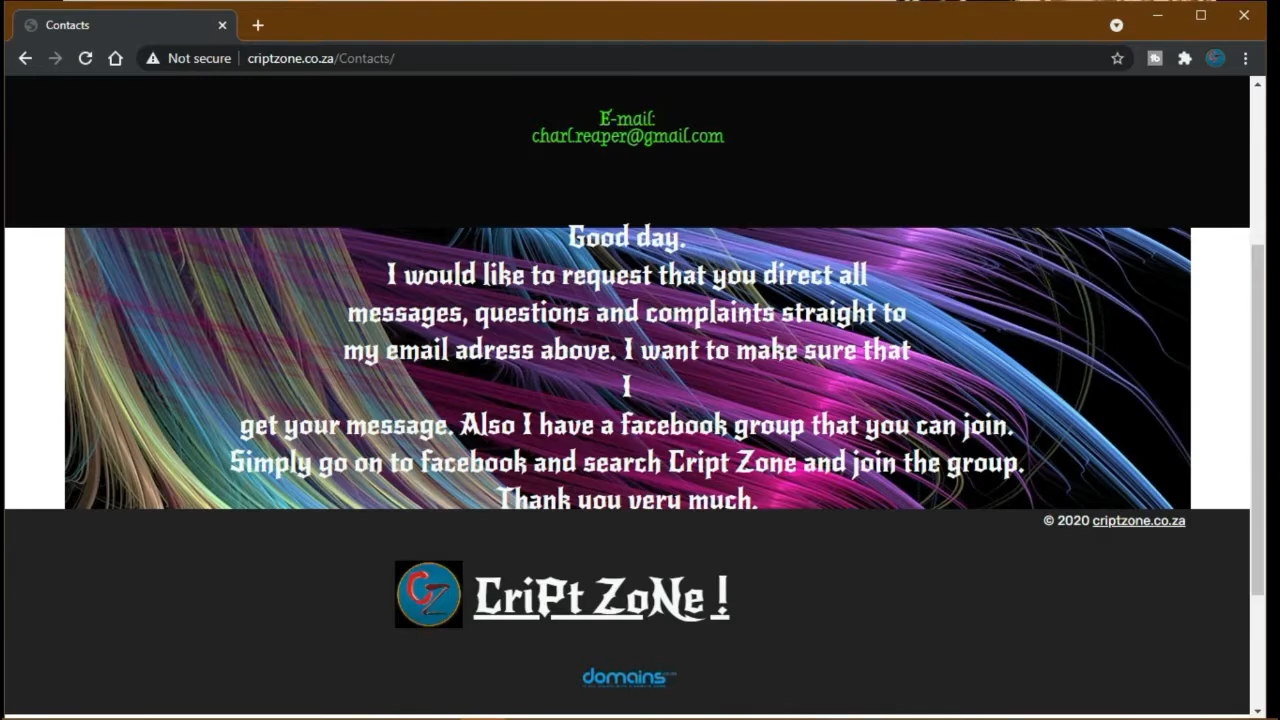 Contacts
Not secure
criptzone.co.za/Contacts/
E-mail:
charl.reaper@gmail.com
Good day.
I would like to request that you direct all
messages, questions and complaints straight to
my email adress above. I want to make sure that
I
get your message. Also I have a facebook group that you can join.
Simply go on to facebook and search Cript Zone and join the group.
Thank you very much.
© 2020 criptzone.co.za
CZ
CriPt ZoNe !
domains